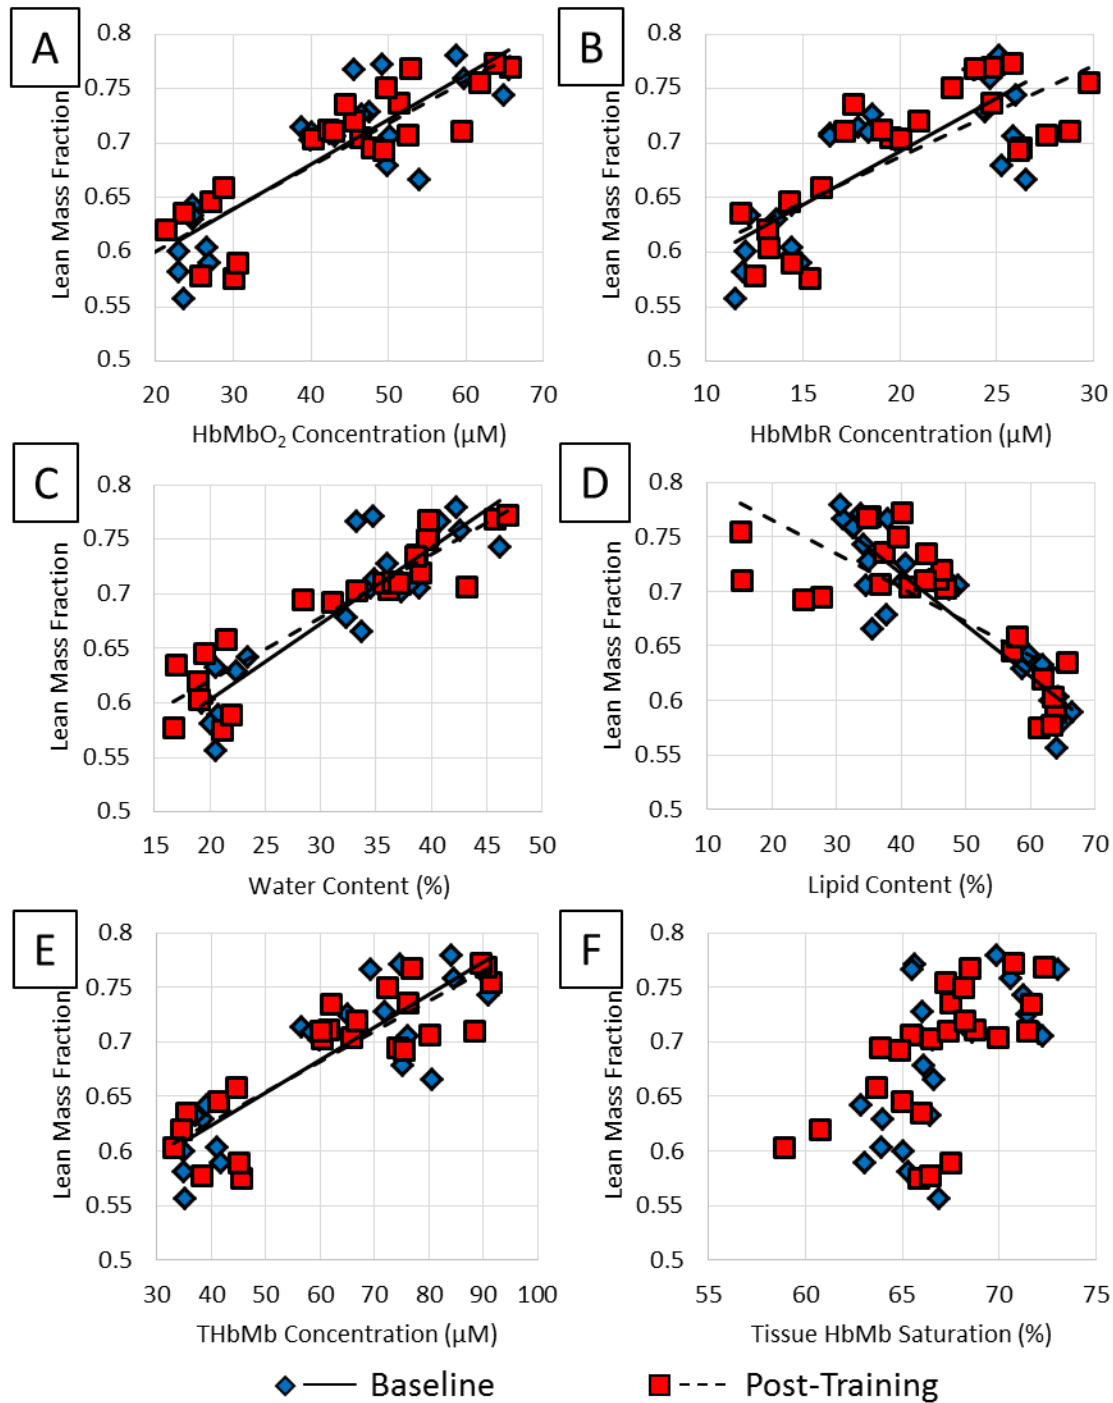 A
B
0.8
0.75
0.7
0.65
0.6
0.55
0.5
Lean Mass Fraction
20 30 40 50 60 70
HbMbO₂ Concentration (µM)
0.8
0.75
0.7
0.65
0.6
0.55
0.5
Lean Mass Fraction
10 15 20 25 30
HbMbR Concentration (µM)
C
D
0.8
0.75
0.7
0.65
0.6
0.55
0.5
Lean Mass Fraction
15 20 25 30 35 40 45 50
Water Content (%)
0.8
0.75
0.7
0.65
0.6
0.55
0.5
Lean Mass Fraction
10 20 30 40 50 60 70
Lipid Content (%)
E
F
0.8
0.75
0.7
0.65
0.6
0.55
0.5
Lean Mass Fraction
30 40 50 60 70 80 90 100
THbMb Concentration (µM)
0.8
0.75
0.7
0.65
0.6
0.55
0.5
Lean Mass Fraction
55 60 65 70 75
Tissue HbMb Saturation (%)
Baseline
Post-Training